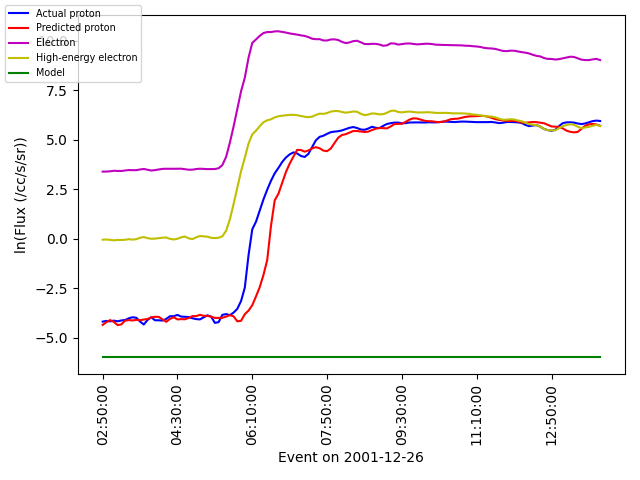 Actual proton
Predicted proton
Electron
High-energy electron
Model
10.0
7.5
5.0
2.5
0.0
−2.5
−5.0
ln(Flux (/cc/s/sr))
02:50:00
04:30:00
06:10:00
07:50:00
09:30:00
11:10:00
12:50:00
Event on 2001-12-26